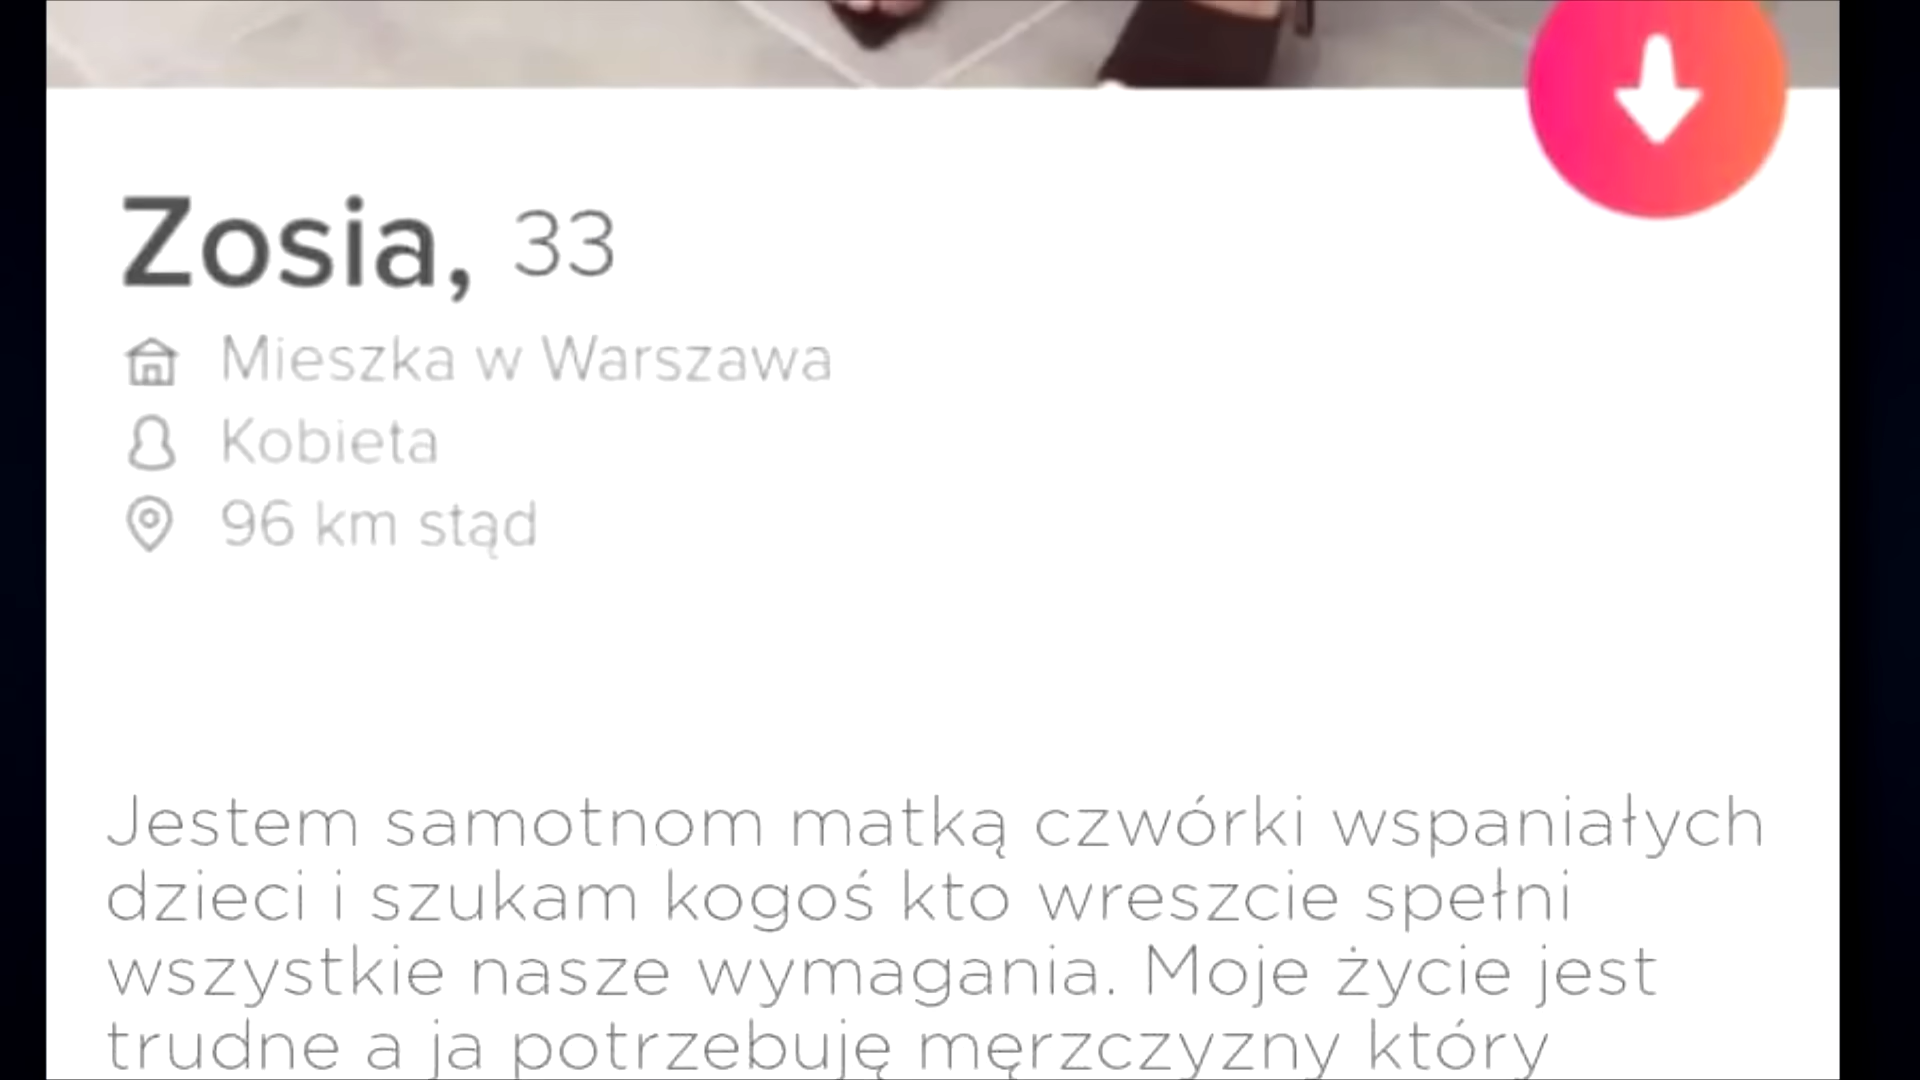 Zosia, 33
Mieszka w Warszawa
Kobieta
96 km stąd
Jestem samotnom matką czwórki wspaniałych
dzieci i szukam kogoś kto wreszcie spełni
wszystkie nasze wymagania. Moje życie jest
trudne a ja potrzebuję męrzczyzny który